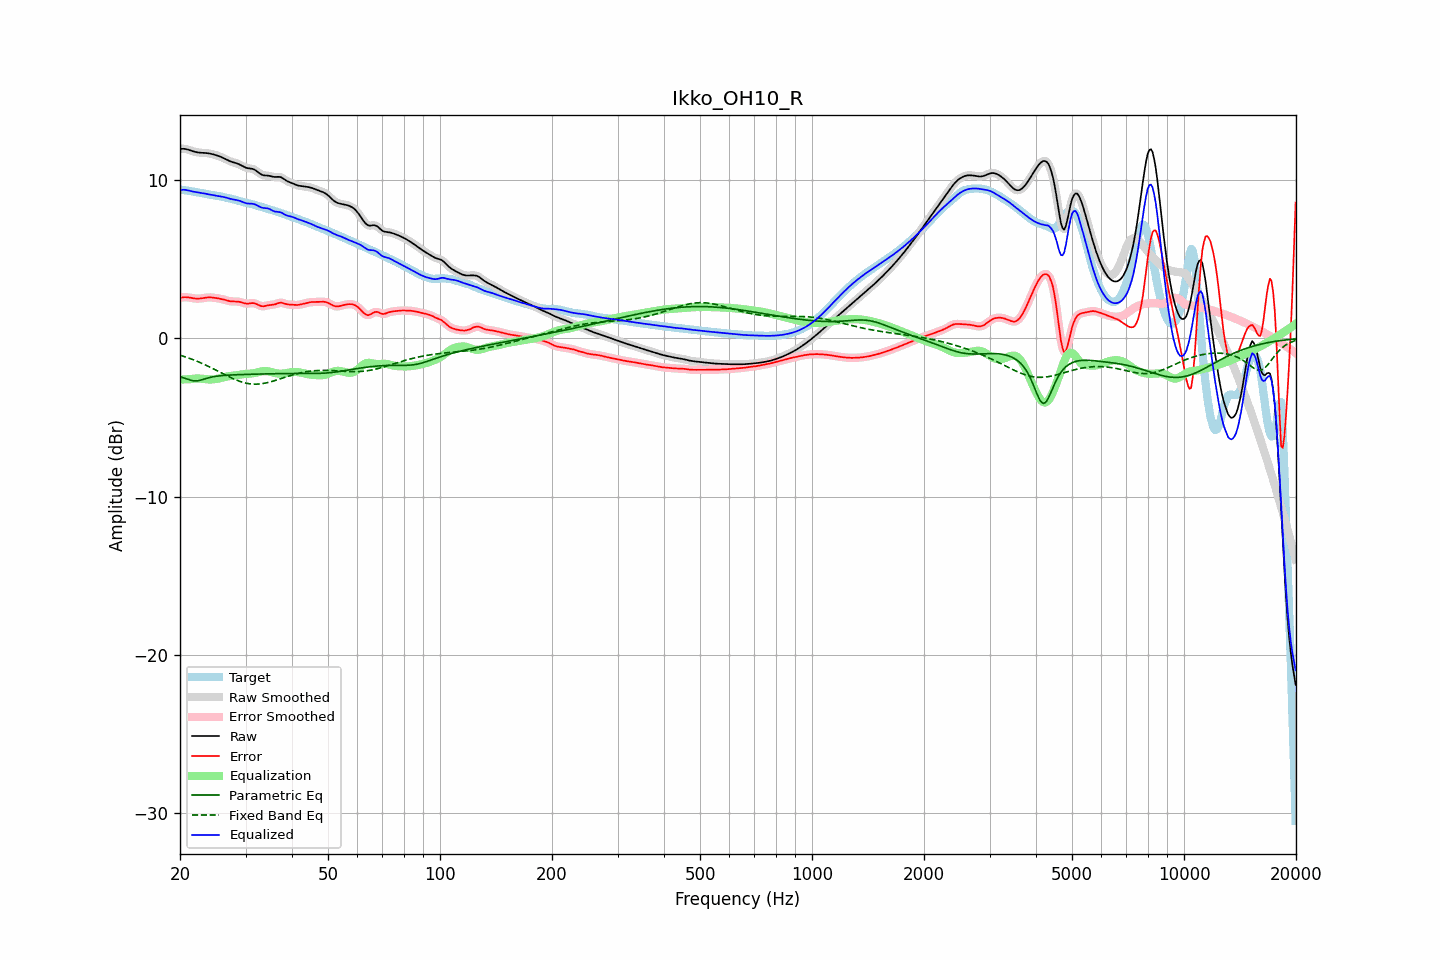 Ikko_OH10_R
Amplitude (dBr)
10
0
−10
−20
−30
Target
Raw Smoothed
Error Smoothed
Raw
Error
Equalization
Parametric Eq
Fixed Band Eq
Equalized
20 50 100 200 500 1000 2000 5000 10000 20000
Frequency (Hz)